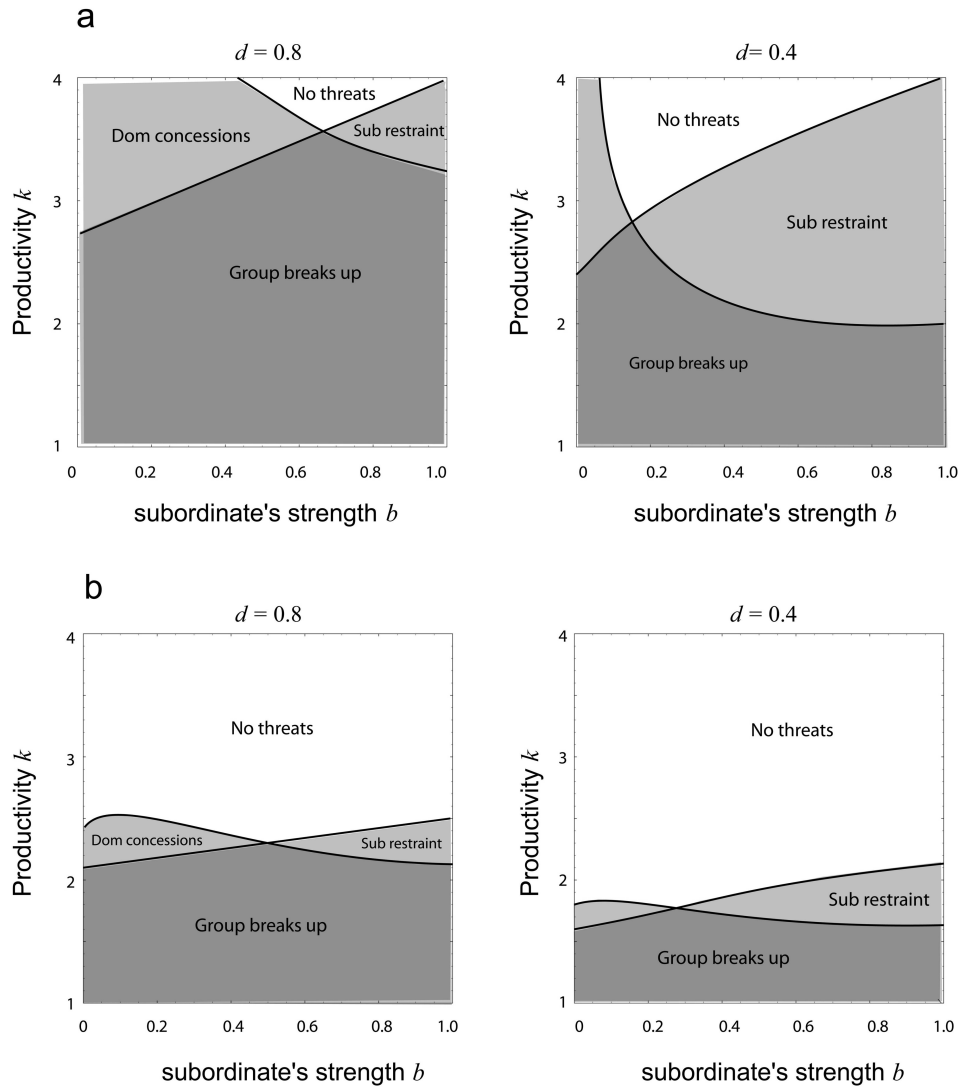 a
d = 0.8
4
3
2
1
Productivity k
No threats
Dom concessions
Sub restraint
Group breaks up
0 0.2 0.4 0.6 0.8 1.0
subordinate's strength b
d= 0.4
4
3
2
1
Productivity k
No threats
Sub restraint
Group breaks up
0 0.2 0.4 0.6 0.8 1.0
subordinate's strength b
b
d = 0.8
4
3
2
1
Productivity k
No threats
Dom concessions
Sub restraint
Group breaks up
0 0.2 0.4 0.6 0.8 1.0
subordinate's strength b
d = 0.4
4
3
2
1
Productivity k
No threats
Sub restraint
Group breaks up
0 0.2 0.4 0.6 0.8 1.0
subordinate's strength b